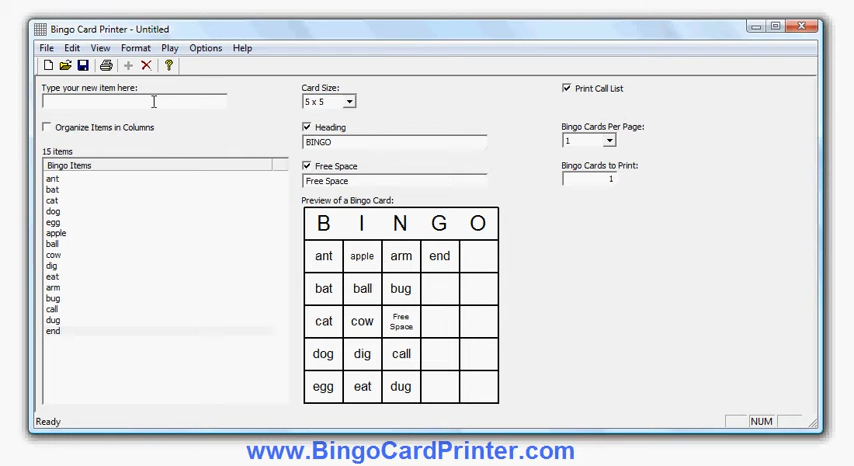 Bingo Card Printer - Untitled
File Edit View Format Play Options Help
Type your new item here:
Organize Items in Columns
15 items
Bingo Items
ant
bat
cat
dog
egg
apple
ball
cow
dig
eat
arm
bug
call
dug
end
Card Size:
5 x 5
Heading
BINGO
Free Space
Free Space
Preview of a Bingo Card:
B I N G O
ant apple arm end
bat ball bug
cat cow Free Space
dog dig call
egg eat dug
Print Call List
Bingo Cards Per Page:
1
Bingo Cards to Print:
1
Ready NUM
www.BingoCardPrinter.com